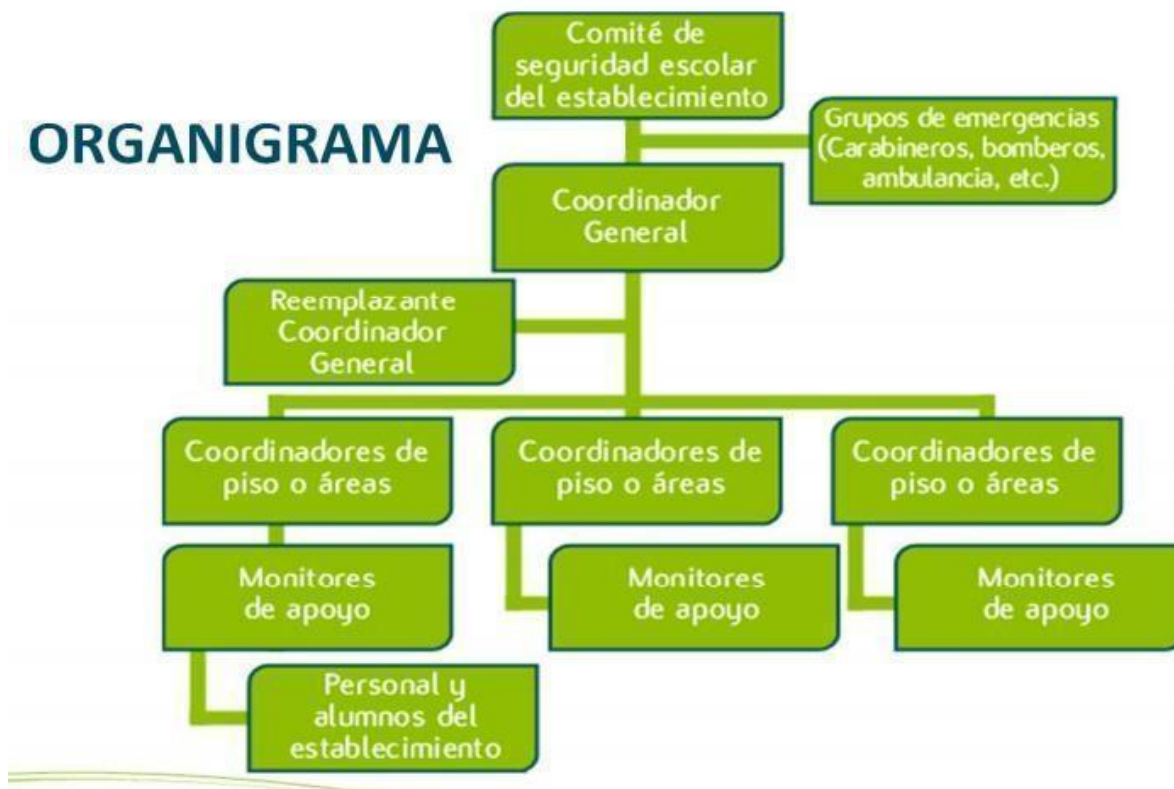 ORGANIGRAMA
Comité de
seguridad escolar
del establecimiento
Grupos de emergencias
(Carabineros, bomberos,
ambulancia, etc.)
Coordinador
General
Reemplazante
Coordinador
General
Coordinadores de
piso o áreas
Coordinadores de
piso o áreas
Coordinadores de
piso o áreas
Monitores
de apoyo
Monitores
de apoyo
Monitores
de apoyo
Personal y
alumnos del
establecimiento